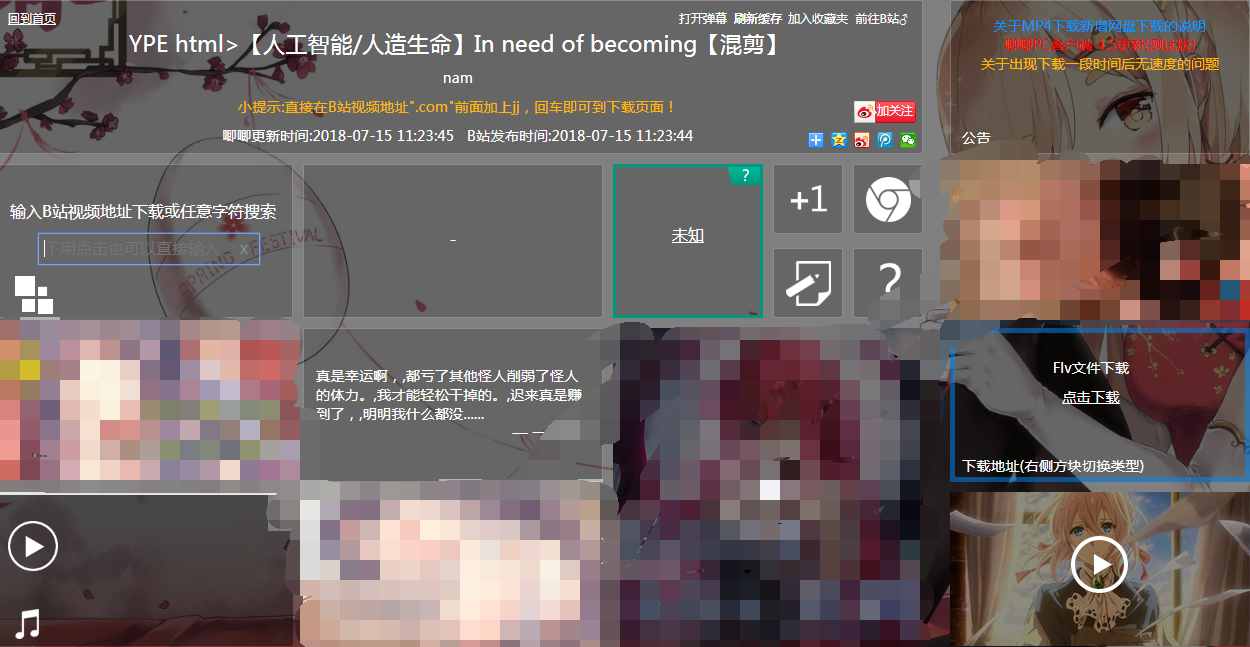 回到首页
打开弹幕 刷新缓存 加入收藏夹 前往B站♂
YPE html>【人工智能/人造生命】In need of becoming【混剪】
nam
小提示:直接在B站视频地址".com"前面加上jj，回车即可到下载页面！
加关注
唧唧更新时间:2018-07-15 11:23:45 B站发布时间:2018-07-15 11:23:44
关于MP4下载新增网盘下载的说明
唧唧PC客户端 4.5更新(测试版)
关于出现下载一段时间后无速度的问题
公告
输入B站视频地址下载或任意字符搜索
不用点击也可以直接输入
x
SPRING FESTIVAL
-
?
未知
+1
?
真是幸运啊，,都亏了其他怪人削弱了怪人
的体力。,我才能轻松干掉的。,迟来真是赚
到了，,明明我什么都没......
— —
Flv文件下载
点击下载
下载地址(右侧方块切换类型)